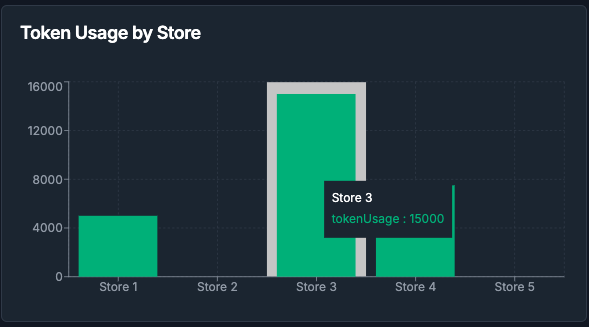 Token Usage by Store
16000
12000
8000
4000
0
Store 3
tokenUsage : 15000
Store 1
Store 2
Store 3
Store 4
Store 5